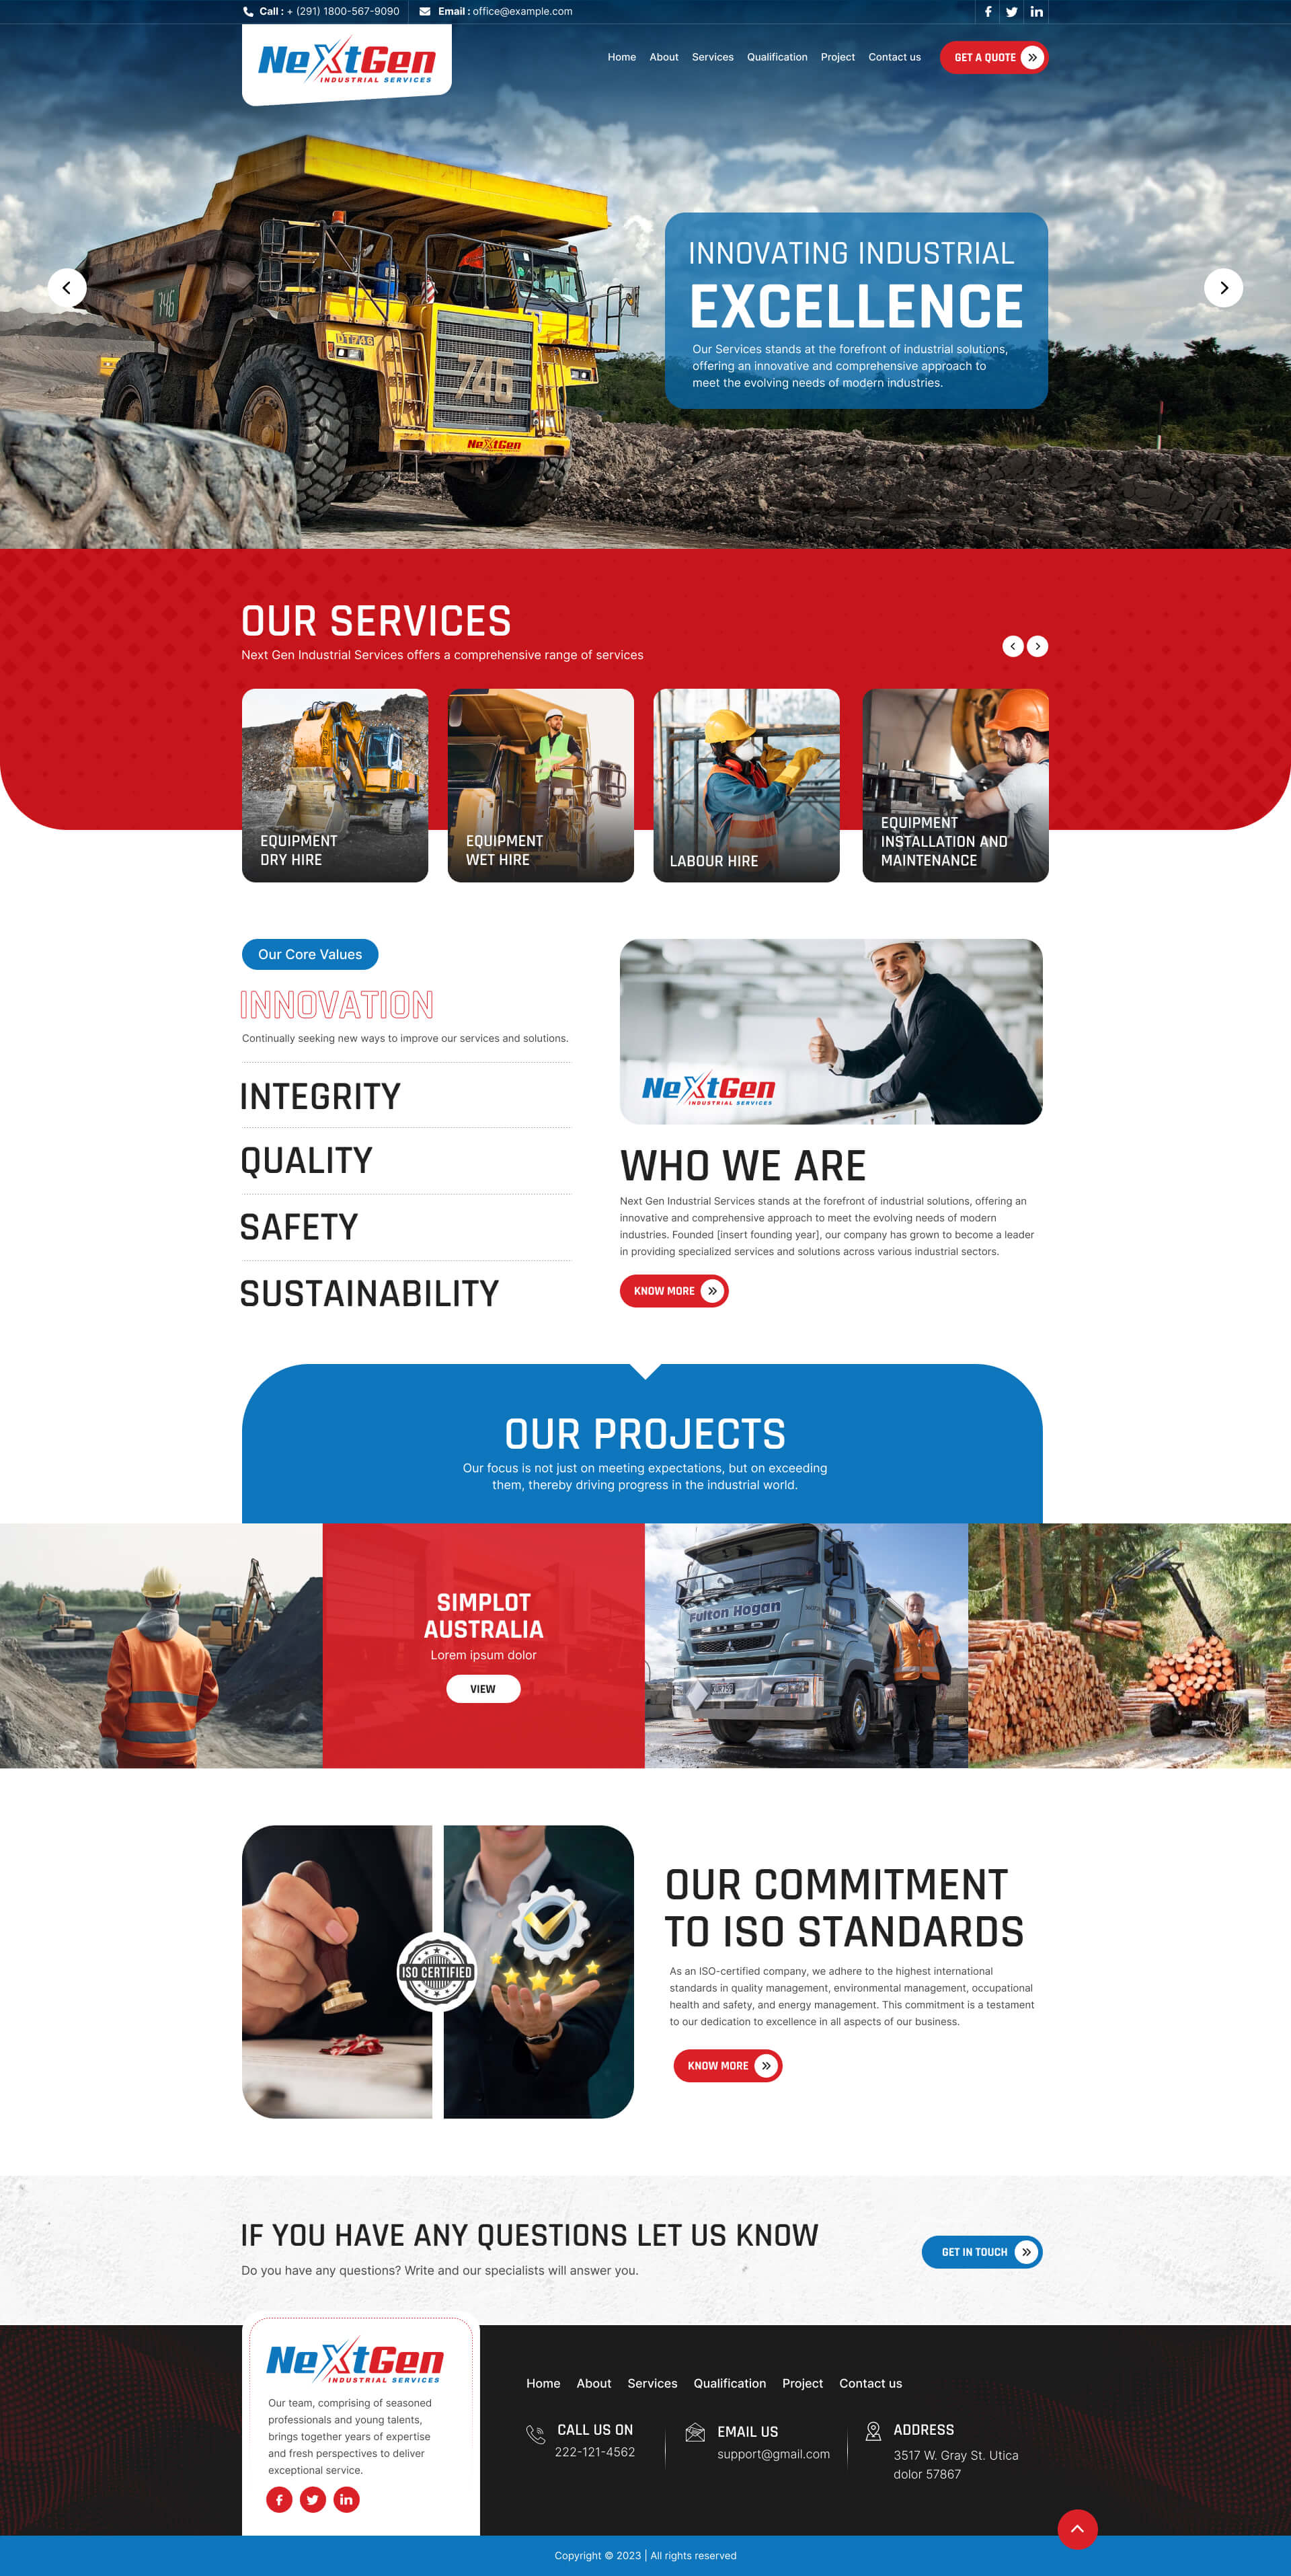 Call : + (291) 1800-567-9090
Email : office@example.com
NeXtGen
INDUSTRIAL SERVICES
Home About Services Qualification Project Contact us
GET A QUOTE
INNOVATING INDUSTRIAL
EXCELLENCE
Our Services stands at the forefront of industrial solutions,
offering an innovative and comprehensive approach to
meet the evolving needs of modern industries.
746
DT746
746
NeXtGen
OUR SERVICES
Next Gen Industrial Services offers a comprehensive range of services
EQUIPMENT
DRY HIRE
EQUIPMENT
WET HIRE
LABOUR HIRE
EQUIPMENT
INSTALLATION AND
MAINTENANCE
Our Core Values
INNOVATION
Continually seeking new ways to improve our services and solutions.
INTEGRITY
QUALITY
SAFETY
SUSTAINABILITY
NeXtGen
INDUSTRIAL SERVICES
WHO WE ARE
Next Gen Industrial Services stands at the forefront of industrial solutions, offering an
innovative and comprehensive approach to meet the evolving needs of modern
industries. Founded [insert founding year], our company has grown to become a leader
in providing specialized services and solutions across various industrial sectors.
KNOW MORE
OUR PROJECTS
Our focus is not just on meeting expectations, but on exceeding
them, thereby driving progress in the industrial world.
SIMPLOT
AUSTRALIA
Lorem ipsum dolor
VIEW
Fulton Hogan
FUSO
ISO CERTIFIED
OUR COMMITMENT
TO ISO STANDARDS
As an ISO-certified company, we adhere to the highest international
standards in quality management, environmental management, occupational
health and safety, and energy management. This commitment is a testament
to our dedication to excellence in all aspects of our business.
KNOW MORE
IF YOU HAVE ANY QUESTIONS LET US KNOW
Do you have any questions? Write and our specialists will answer you.
GET IN TOUCH
NeXtGen
INDUSTRIAL SERVICES
Our team, comprising of seasoned
professionals and young talents,
brings together years of expertise
and fresh perspectives to deliver
exceptional service.
Home About Services Qualification Project Contact us
CALL US ON
222-121-4562
EMAIL US
support@gmail.com
ADDRESS
3517 W. Gray St. Utica
dolor 57867
Copyright © 2023 | All rights reserved